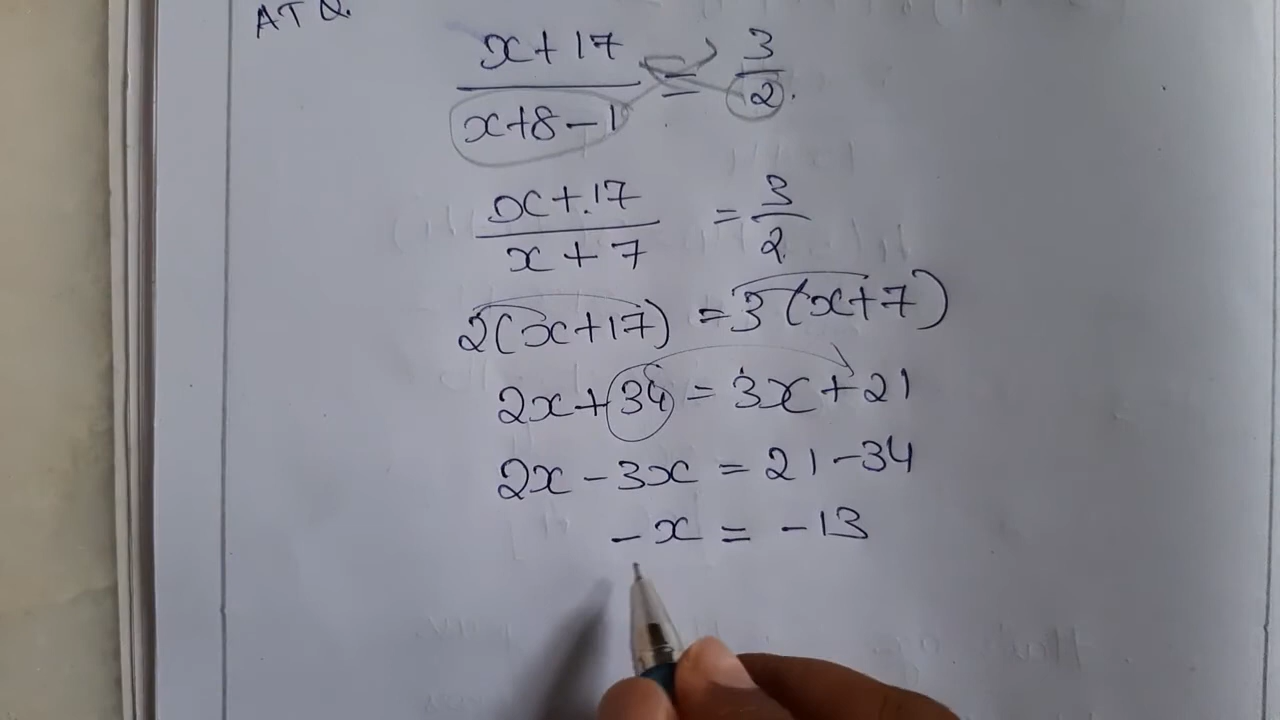 ATQ.
x+17 / x+8-1 = 3/2.
x+.17 / x+7 = 3/2
2(x+17) = 3(x+7)
2x+34 = 3x+21
2x-3x = 21-34
-x = -13